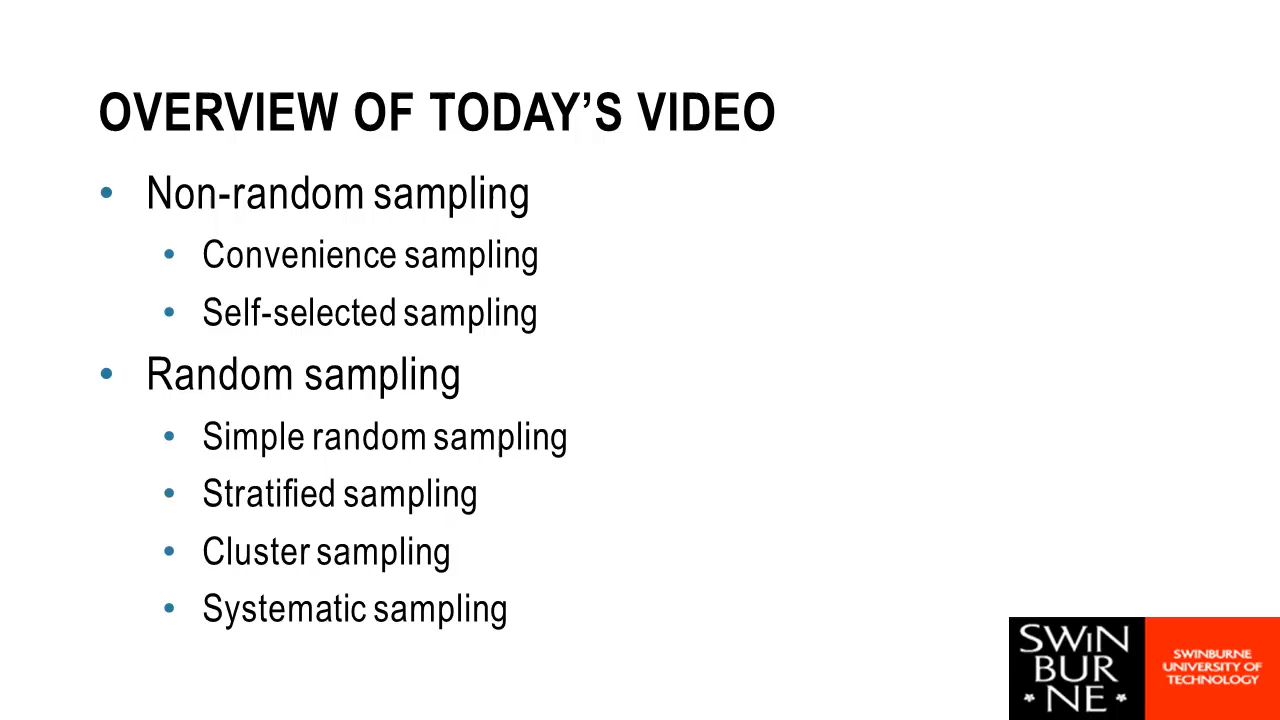 OVERVIEW OF TODAY’S VIDEO
• Non-random sampling
• Convenience sampling
• Self-selected sampling
• Random sampling
• Simple random sampling
• Stratified sampling
• Cluster sampling
• Systematic sampling
SWIN
BUR
NE
SWINBURNE
UNIVERSITY OF
TECHNOLOGY